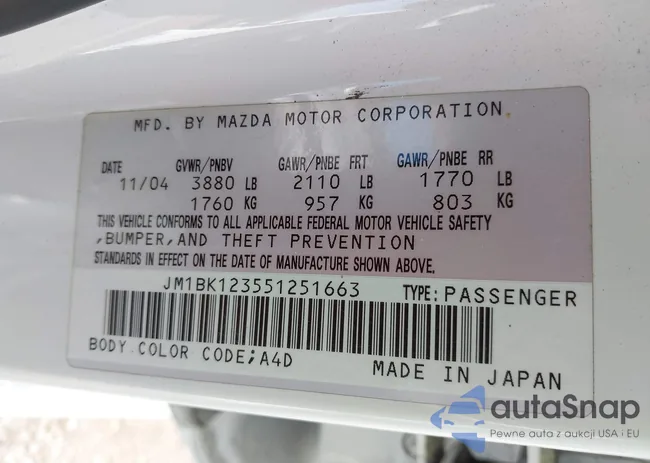 MFD. BY MAZDA MOTOR CORPORATION
DATE GVWR/PNBV GAWR/PNBE FRT GAWR/PNBE RR
11/04 3880 LB 2110 LB 1770 LB
1760 KG 957 KG 803 KG
THIS VEHICLE CONFORMS TO ALL APPLICABLE FEDERAL MOTOR VEHICLE SAFETY
,BUMPER,AND THEFT PREVENTION
STANDARDS IN EFFECT ON THE DATE OF MANUFACTURE SHOWN ABOVE.
JM1BK123551251663 TYPE:PASSENGER
BODY COLOR CODE;A4D MADE IN JAPAN
autoSnap
Pewne auta z aukcji USA i EU